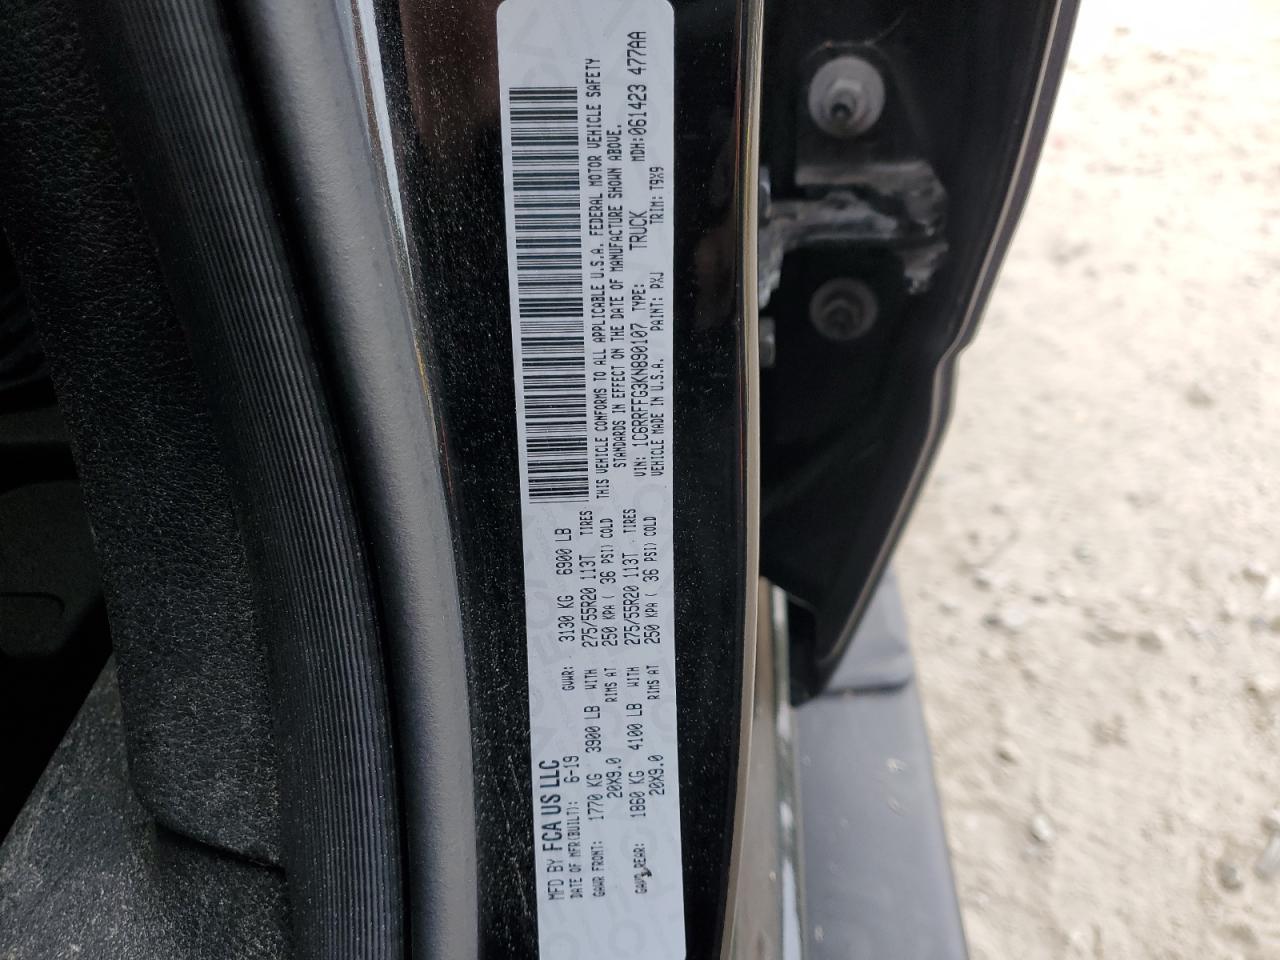 MFD BY FCA US LLC
DATE OF MFR(BUILT): 6-19 GVWR: 3130 KG 6900 LB
GAWR FRONT: 1770 KG 3900 LB WITH 275/55R20 113T TIRES
20X9.0 RIMS AT 250 KPA ( 36 PSI) COLD
GAWR REAR: 1860 KG 4100 LB WITH 275/55R20 113T TIRES
20X9.0 RIMS AT 250 KPA ( 36 PSI) COLD
THIS VEHICLE CONFORMS TO ALL APPLICABLE U.S.A. FEDERAL MOTOR VEHICLE SAFETY
STANDARDS IN EFFECT ON THE DATE OF MANUFACTURE SHOWN ABOVE.
VIN: 1C6RRFFG3KN890107 TYPE: TRUCK MDH:061423 477AA
VEHICLE MADE IN U.S.A. PAINT: PXJ TRIM: T9X9